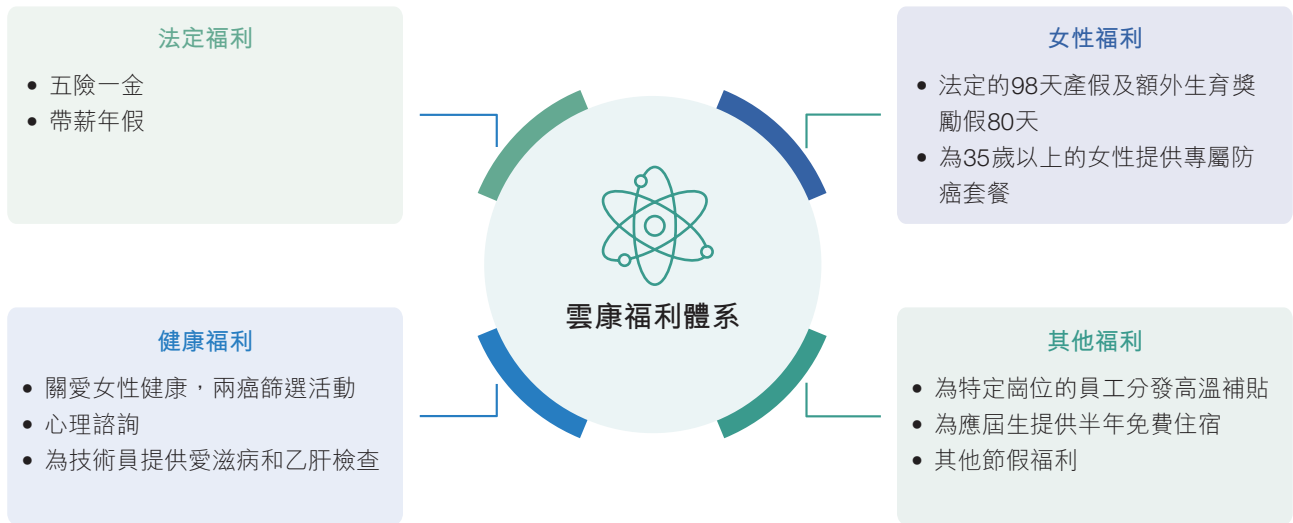 法定福利
• 五險一金
• 帶薪年假
女性福利
• 法定的98天產假及額外生育獎
勵假80天
• 為35歲以上的女性提供專屬防
癌套餐
雲康福利體系
健康福利
• 關愛女性健康，兩癌篩選活動
• 心理諮詢
• 為技術員提供愛滋病和乙肝檢查
其他福利
• 為特定崗位的員工分發高溫補貼
• 為應屆生提供半年免費住宿
• 其他節假福利